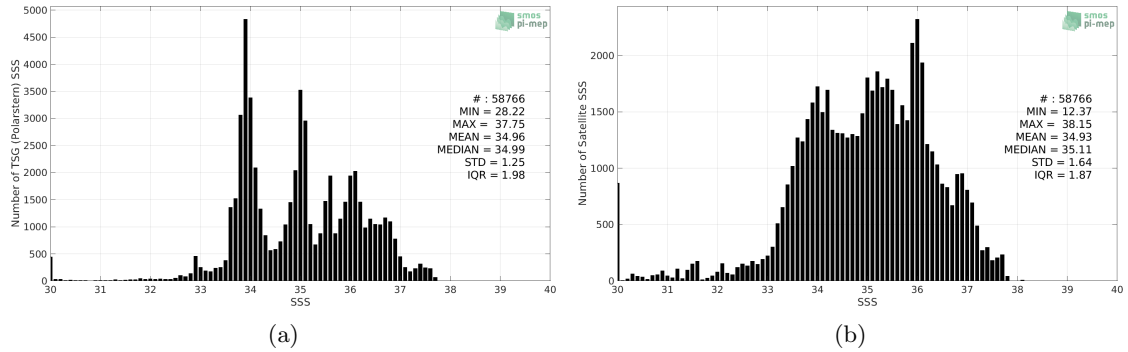 5000
4500
4000
3500
3000
2500
2000
1500
1000
500
0
30 31 32 33 34 35 36 37 38 39 40
SSS
Number of TSG (Polarstern) SSS
smos
pi-mep
# : 58766
MIN = 28.22
MAX = 37.75
MEAN = 34.96
MEDIAN = 34.99
STD = 1.25
IQR = 1.98
(a)
2000
1500
1000
500
0
30 31 32 33 34 35 36 37 38 39 40
SSS
Number of Satellite SSS
smos
pi-mep
# : 58766
MIN = 12.37
MAX = 38.15
MEAN = 34.93
MEDIAN = 35.11
STD = 1.64
IQR = 1.87
(b)